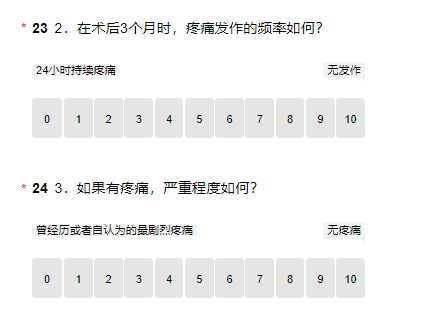 * 23 2．在术后3个月时，疼痛发作的频率如何？
24小时持续疼痛 无发作
0 1 2 3 4 5 6 7 8 9 10
* 24 3．如果有疼痛，严重程度如何？
曾经历或者自认为的最剧烈疼痛 无疼痛
0 1 2 3 4 5 6 7 8 9 10